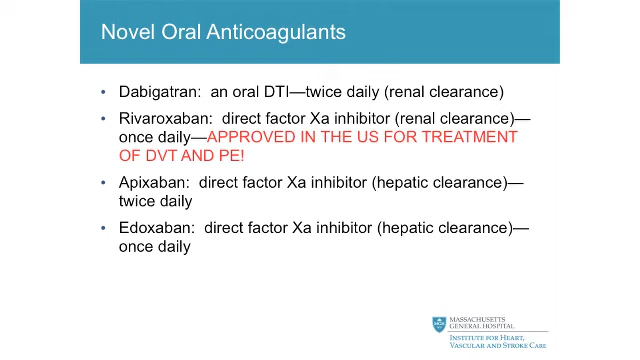 Novel Oral Anticoagulants
• Dabigatran: an oral DTI—twice daily (renal clearance)
• Rivaroxaban: direct factor Xa inhibitor (renal clearance)—
once daily—APPROVED IN THE US FOR TREATMENT
OF DVT AND PE!
• Apixaban: direct factor Xa inhibitor (hepatic clearance)—
twice daily
• Edoxaban: direct factor Xa inhibitor (hepatic clearance)—
once daily
MASSACHUSETTS
GENERAL HOSPITAL
INSTITUTE FOR HEART,
VASCULAR AND STROKE CARE